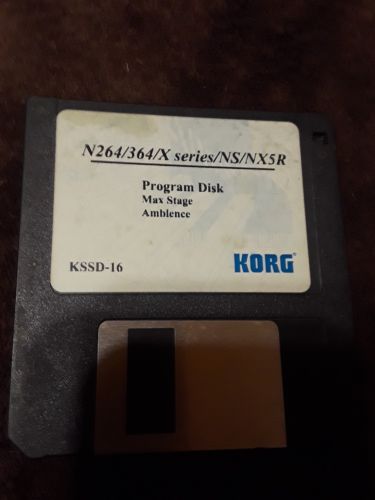 N264/364/X series/NS/NX5R
Program Disk
Max Stage
Ambience
KSSD-16
KORG